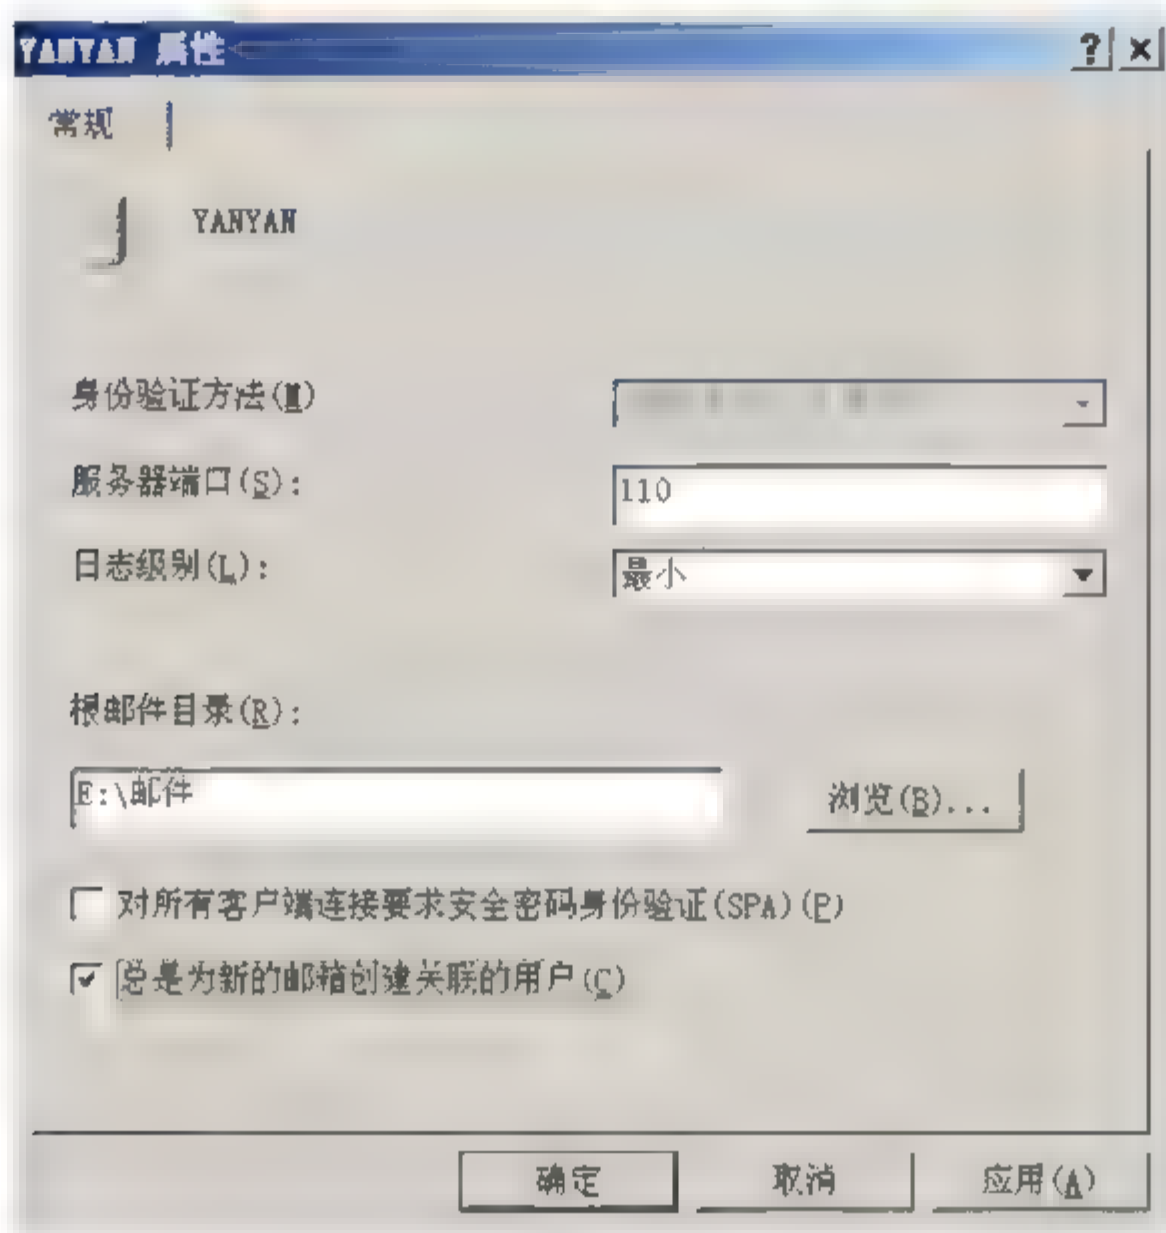 YANYAN 属性
常规
YANYAN
身份验证方法(M)
服务器端口(S):
110
日志级别(L):
最小
根邮件目录(R):
E:\邮件
浏览(B)...
对所有客户端连接要求安全密码身份验证(SPA)(P)
总是为新的邮箱创建关联的用户(C)
确定
取消
应用(A)